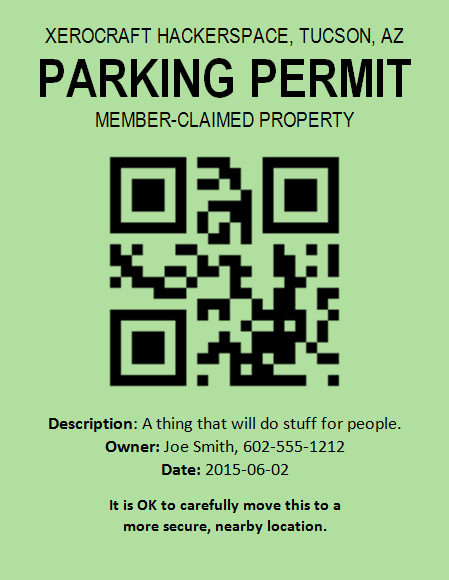 XEROCRAFT HACKERSPACE, TUCSON, AZ
PARKING PERMIT
MEMBER-CLAIMED PROPERTY
Description: A thing that will do stuff for people.
Owner: Joe Smith, 602-555-1212
Date: 2015-06-02
It is OK to carefully move this to a
more secure, nearby location.